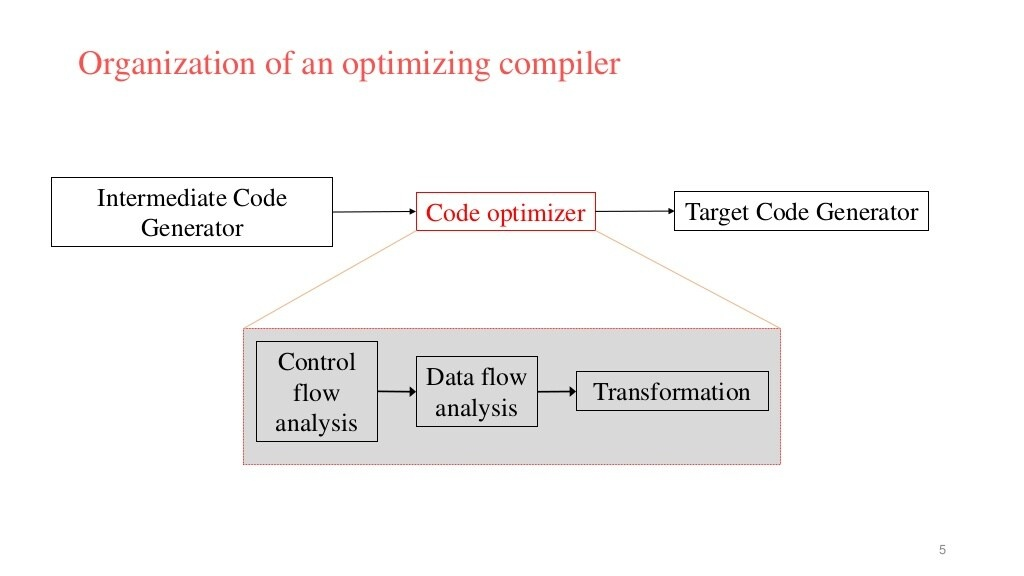 Organization of an optimizing compiler
Intermediate Code
Generator
Code optimizer
Target Code Generator
Control
flow
analysis
Data flow
analysis
Transformation
5